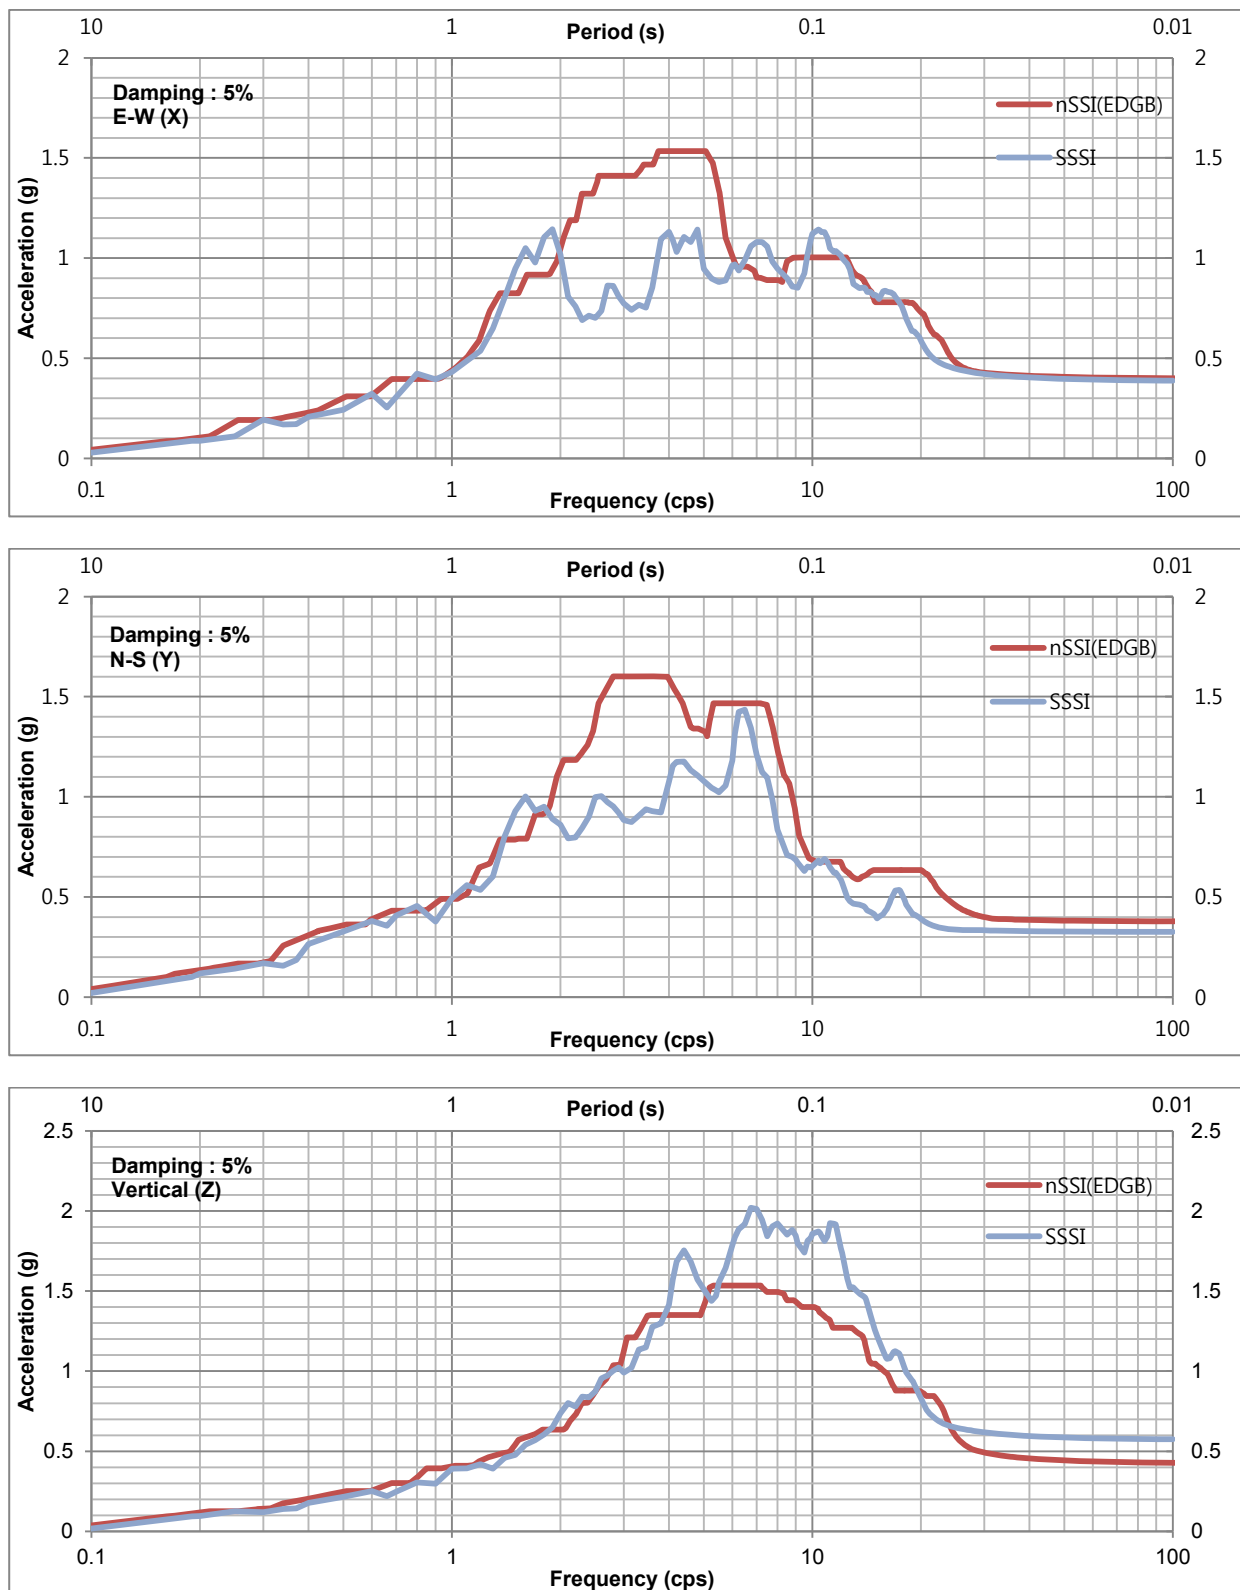 10 1 Period (s) 0.1 0.01
2 2
Damping : 5%
E-W (X)
nSSI(EDGB)
1.5 SSSI 1.5
Acceleration (g)
1 1
0.5 0.5
0 0
0.1 1 Frequency (cps) 10 100
10 1 Period (s) 0.1 0.01
2 2
Damping : 5%
N-S (Y)
nSSI(EDGB)
1.5 SSSI 1.5
Acceleration (g)
1 1
0.5 0.5
0 0
0.1 1 Frequency (cps) 10 100
10 1 Period (s) 0.1 0.01
2.5 2.5
Damping : 5%
Vertical (Z)
nSSI(EDGB)
2 2
SSSI
1.5 1.5
Acceleration (g)
1 1
0.5 0.5
0 0
0.1 1 Frequency (cps) 10 100